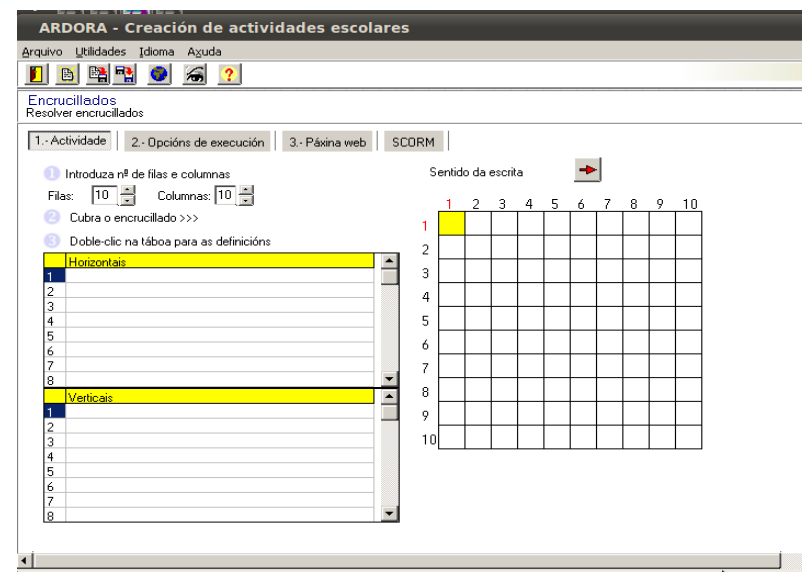 ARDORA - Creación de actividades escolares
Arquivo Utilidades Idioma Axuda
Encrucillados
Resolver encrucillados
1.- Actividade 2.- Opcións de execución 3.- Páxina web SCORM
1 Introduza nº de filas e columnas
Sentido da escrita
Filas: 10 Columnas: 10
2 Cubra o encrucillado >>>
3 Doble-clic na táboa para as definicións
Horizontais
1
2
3
4
5
6
7
8
Verticais
1
2
3
4
5
6
7
8
1 2 3 4 5 6 7 8 9 10
1
2
3
4
5
6
7
8
9
10